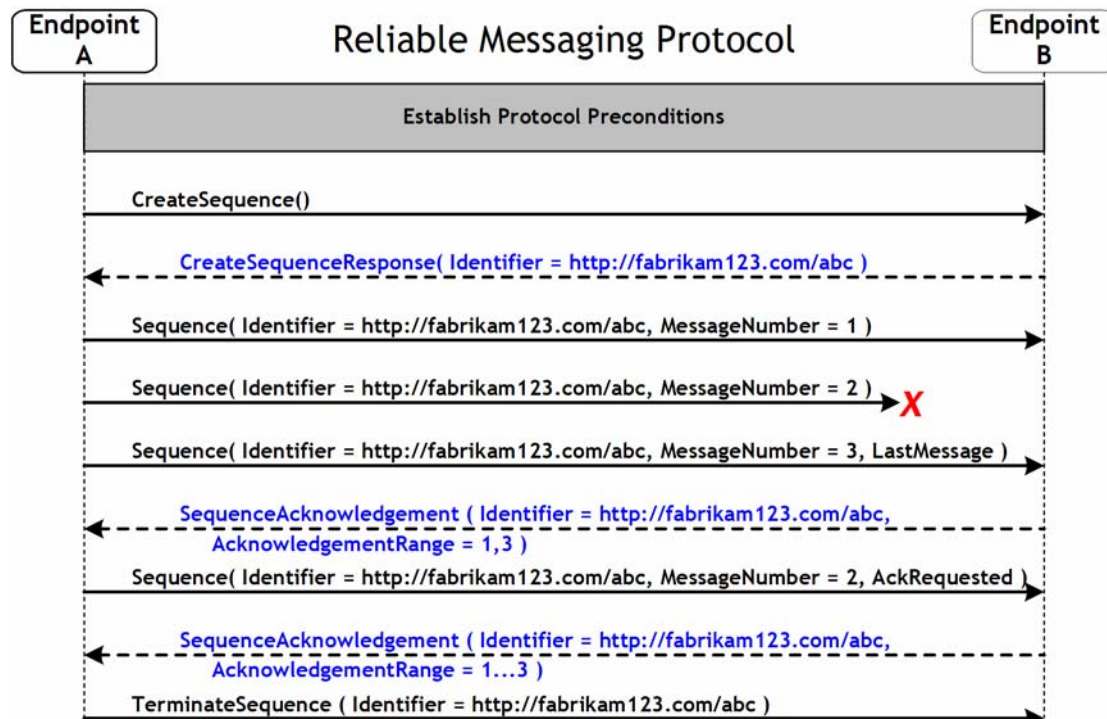 Endpoint
A
Reliable Messaging Protocol
Endpoint
B
Establish Protocol Preconditions
CreateSequence()
CreateSequenceResponse( Identifier = http://fabrikam123.com/abc )
Sequence( Identifier = http://fabrikam123.com/abc, MessageNumber = 1 )
Sequence( Identifier = http://fabrikam123.com/abc, MessageNumber = 2 )
X
Sequence( Identifier = http://fabrikam123.com/abc, MessageNumber = 3, LastMessage )
SequenceAcknowledgement ( Identifier = http://fabrikam123.com/abc,
AcknowledgementRange = 1,3 )
Sequence( Identifier = http://fabrikam123.com/abc, MessageNumber = 2, AckRequested )
SequenceAcknowledgement ( Identifier = http://fabrikam123.com/abc,
AcknowledgementRange = 1...3 )
TerminateSequence ( Identifier = http://fabrikam123.com/abc )